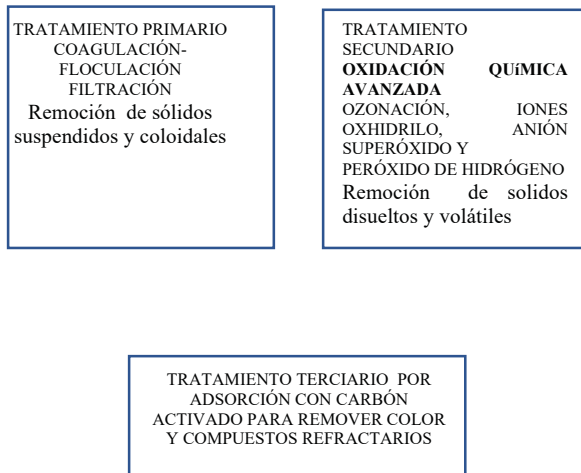 TRATAMIENTO PRIMARIO
COAGULACIÓN-
FLOCULACIÓN
FILTRACIÓN
Remoción de sólidos
suspendidos y coloidales
TRATAMIENTO
SECUNDARIO
OXIDACIÓN QUíMICA
AVANZADA
OZONACIÓN, IONES
OXHIDRILO, ANIÓN
SUPERÓXIDO Y
PERÓXIDO DE HIDRÓGENO
Remoción de solidos
disueltos y volátiles
TRATAMIENTO TERCIARIO POR
ADSORCIÓN CON CARBÓN
ACTIVADO PARA REMOVER COLOR
Y COMPUESTOS REFRACTARIOS